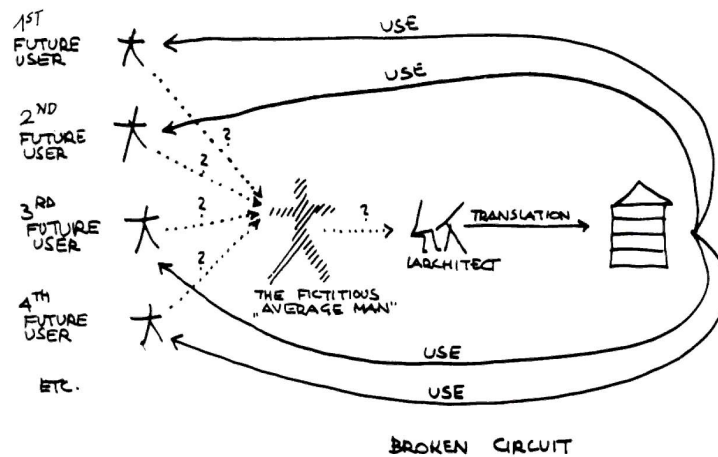 1ST
FUTURE
USER
USE
2ND
FUTURE
USER
USE
?
?
3RD
FUTURE
USER
?
?
4TH
FUTURE
USER
?
THE FICTITIOUS
„AVERAGE MAN"
1ARCHITECT
TRANSLATION
USE
USE
ETC.
BROKEN CIRCUIT